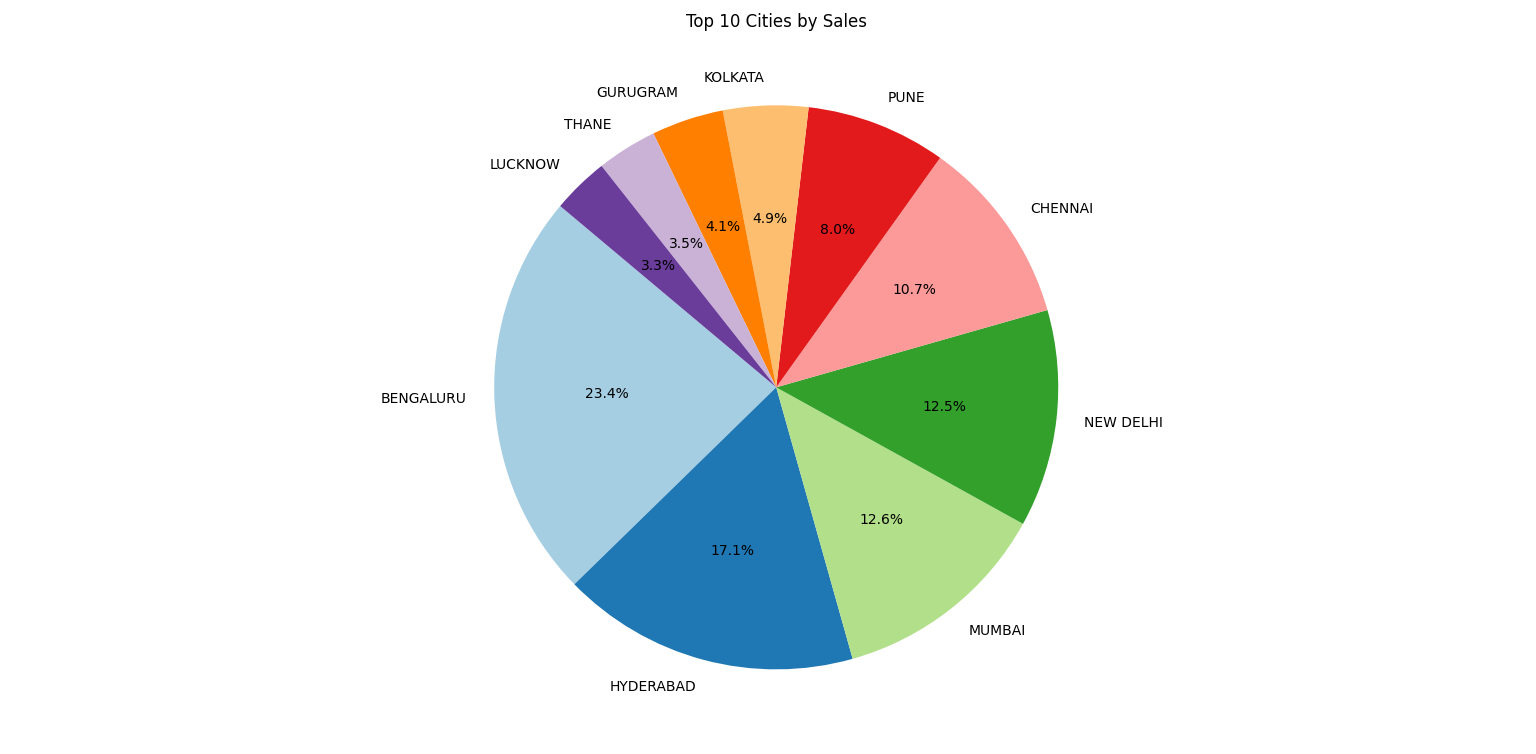 Top 10 Cities by Sales
KOLKATA
GURUGRAM
PUNE
THANE
LUCKNOW
CHENNAI
4.9%
4.1%
8.0%
3.5%
3.3%
10.7%
BENGALURU
23.4%
12.5%
NEW DELHI
12.6%
17.1%
MUMBAI
HYDERABAD